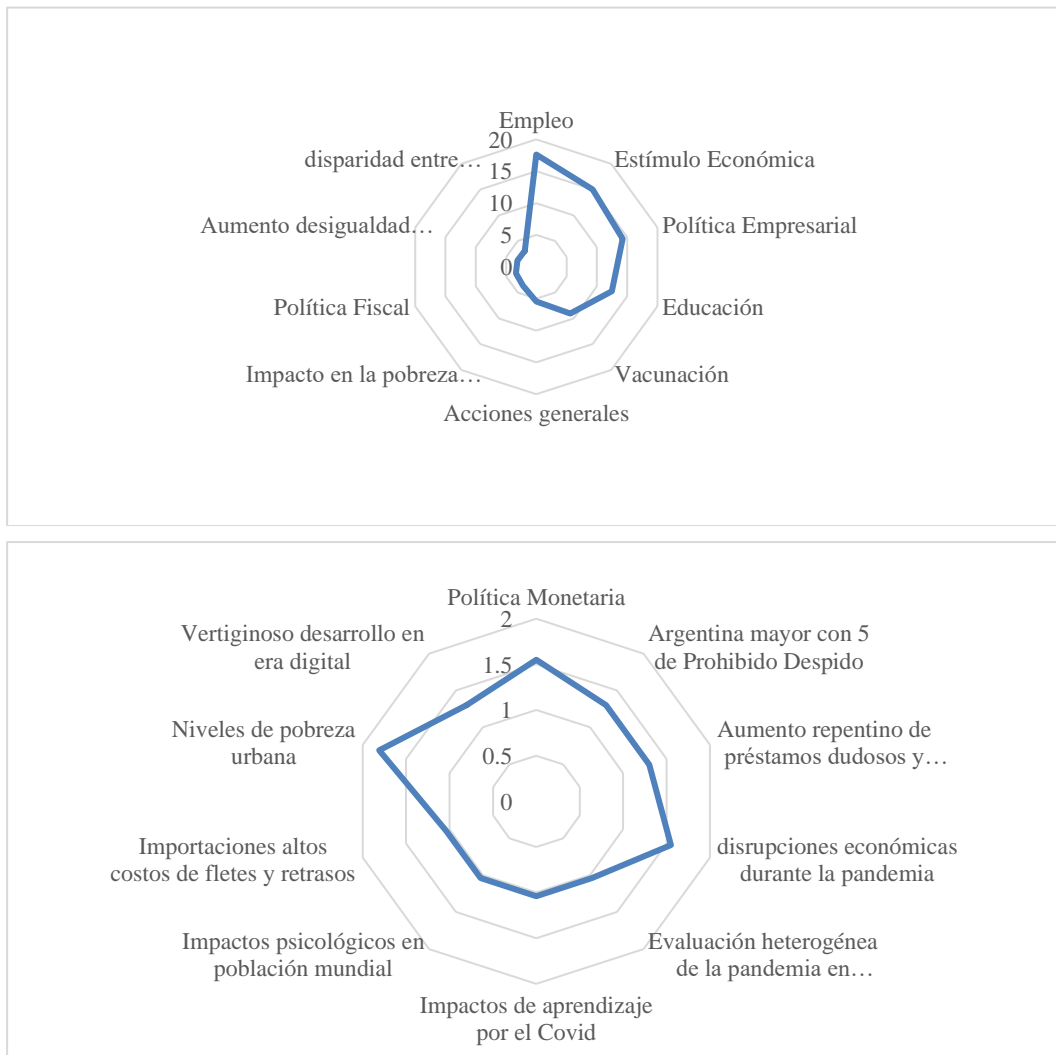 Empleo
20
disparidad entre…
Estímulo Económica
15
10
Aumento desigualdad…
Política Empresarial
5
0
Política Fiscal
Educación
Impacto en la pobreza…
Vacunación
Acciones generales
Política Monetaria
2
Vertiginoso desarrollo en
era digital
Argentina mayor con 5
de Prohibido Despido
1.5
1
Niveles de pobreza
urbana
Aumento repentino de
préstamos dudosos y…
0.5
0
Importaciones altos
costos de fletes y retrasos
disrupciones económicas
durante la pandemia
Impactos psicológicos en
población mundial
Evaluación heterogénea
de la pandemia en…
Impactos de aprendizaje
por el Covid